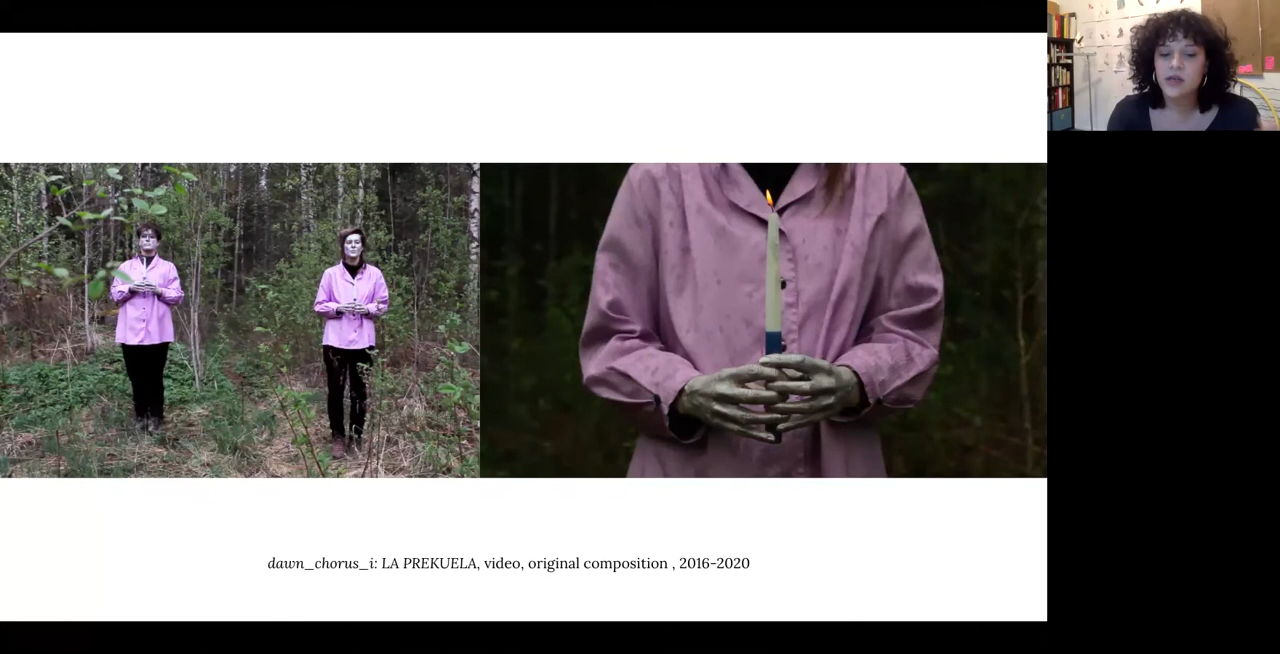 dawn_chorus_i: LA PREKUELA, video, original composition , 2016-2020